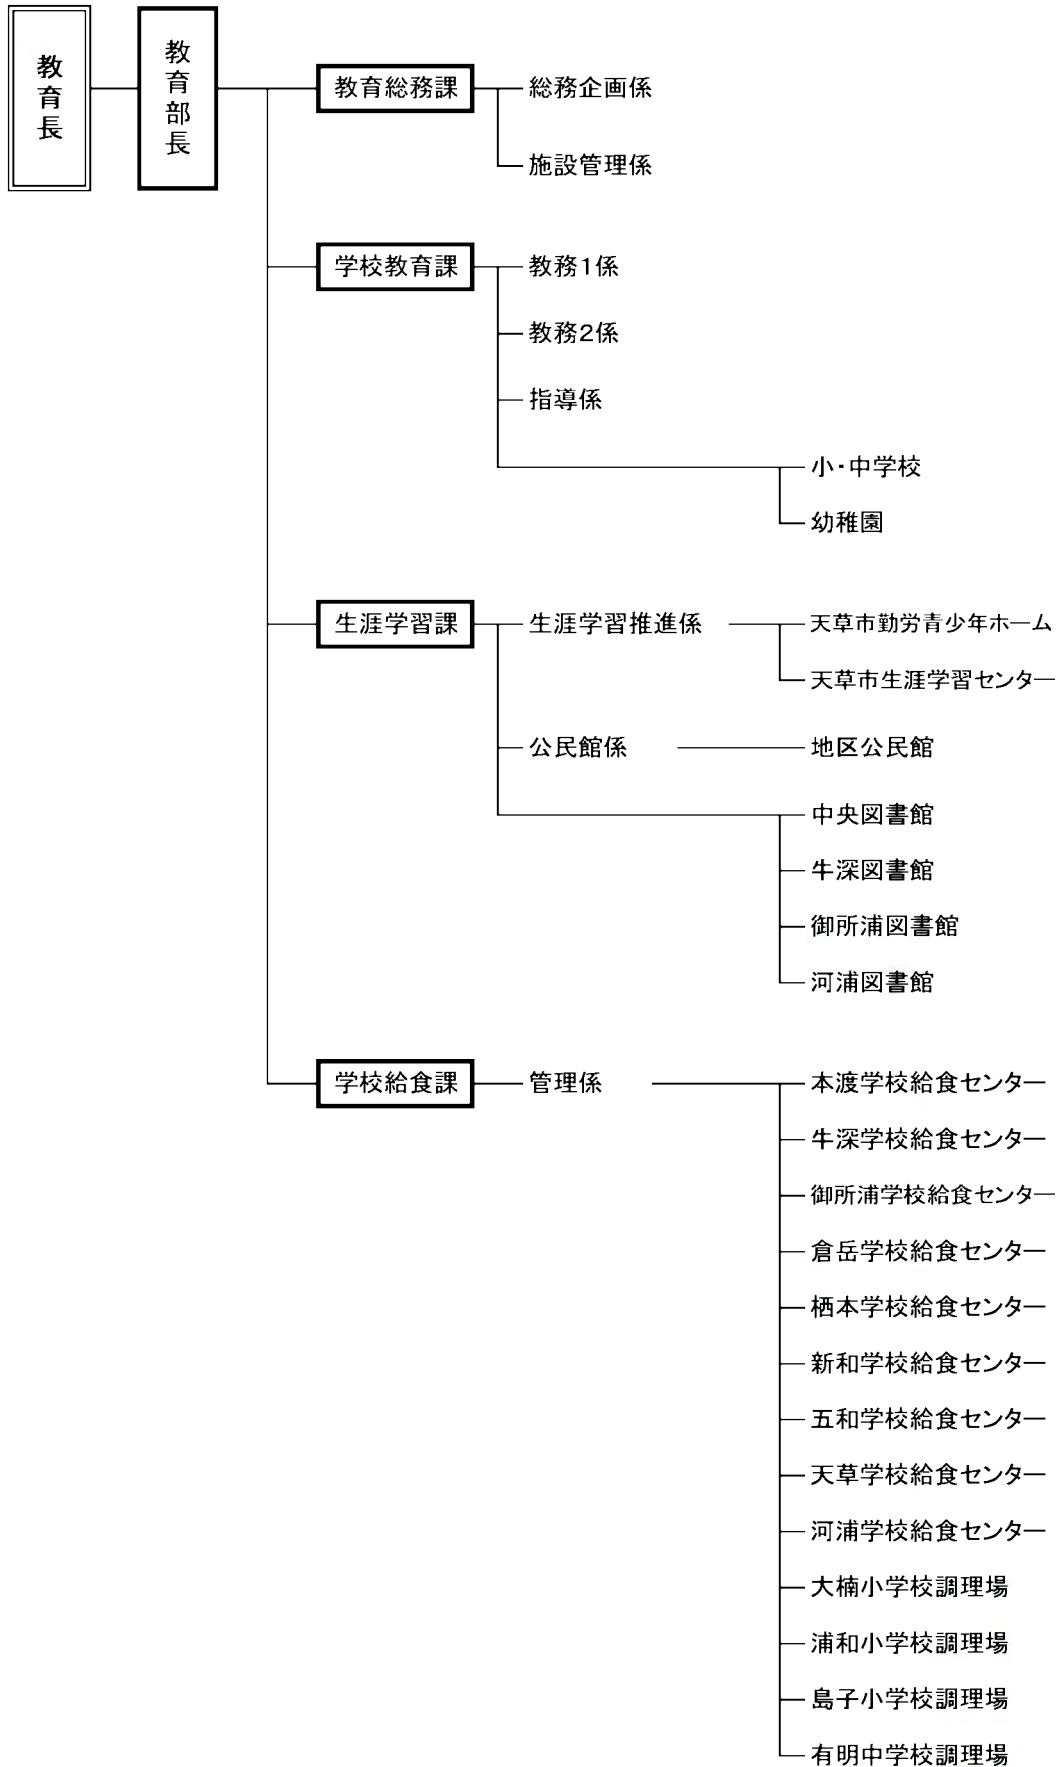 教育長
教育部長
教育総務課
総務企画係
施設管理係
学校教育課
教務1係
教務2係
指導係
小・中学校
幼稚園
生涯学習課
生涯学習推進係
天草市勤労青少年ホーム
天草市生涯学習センター
公民館係
地区公民館
中央図書館
牛深図書館
御所浦図書館
河浦図書館
学校給食課
管理係
本渡学校給食センター
牛深学校給食センター
御所浦学校給食センター
倉岳学校給食センター
栖本学校給食センター
新和学校給食センター
五和学校給食センター
天草学校給食センター
河浦学校給食センター
大楠小学校調理場
浦和小学校調理場
島子小学校調理場
有明中学校調理場